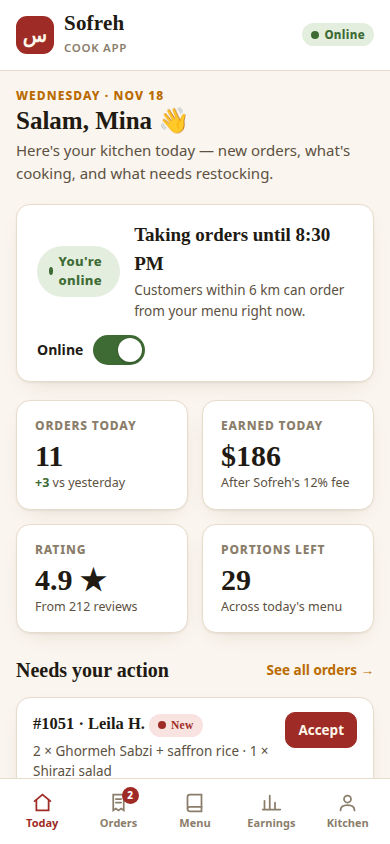 س
Sofreh
COOK APP
Online
WEDNESDAY · NOV 18
Salam, Mina 👋
Here's your kitchen today — new orders, what's
cooking, and what needs restocking.
You're
online
Taking orders until 8:30
PM
Customers within 6 km can order
from your menu right now.
Online
ORDERS TODAY
11
+3 vs yesterday
EARNED TODAY
$186
After Sofreh's 12% fee
RATING
4.9 ★
From 212 reviews
PORTIONS LEFT
29
Across today's menu
Needs your action
See all orders →
#1051 · Leila H. New
2 × Ghormeh Sabzi + saffron rice · 1 ×
Shirazi salad
Accept
2
Today
Orders
Menu
Earnings
Kitchen